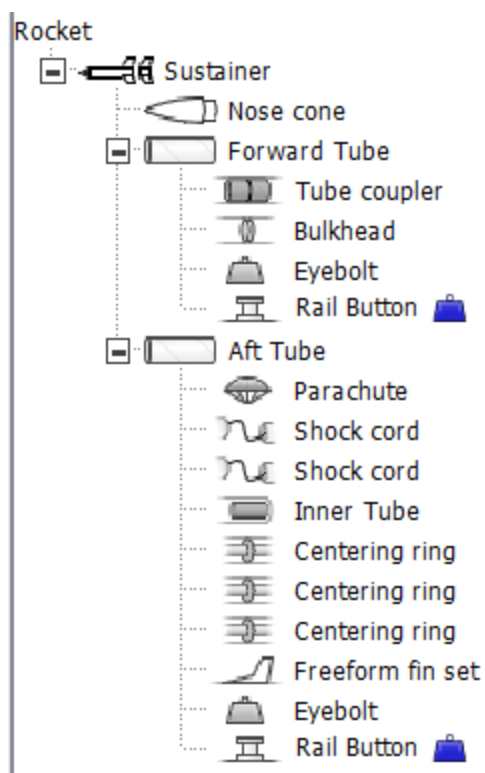 Rocket
Sustainer
Nose cone
Forward Tube
Tube coupler
Bulkhead
Eyebolt
Rail Button
Aft Tube
Parachute
Shock cord
Shock cord
Inner Tube
Centering ring
Centering ring
Centering ring
Freeform fin set
Eyebolt
Rail Button